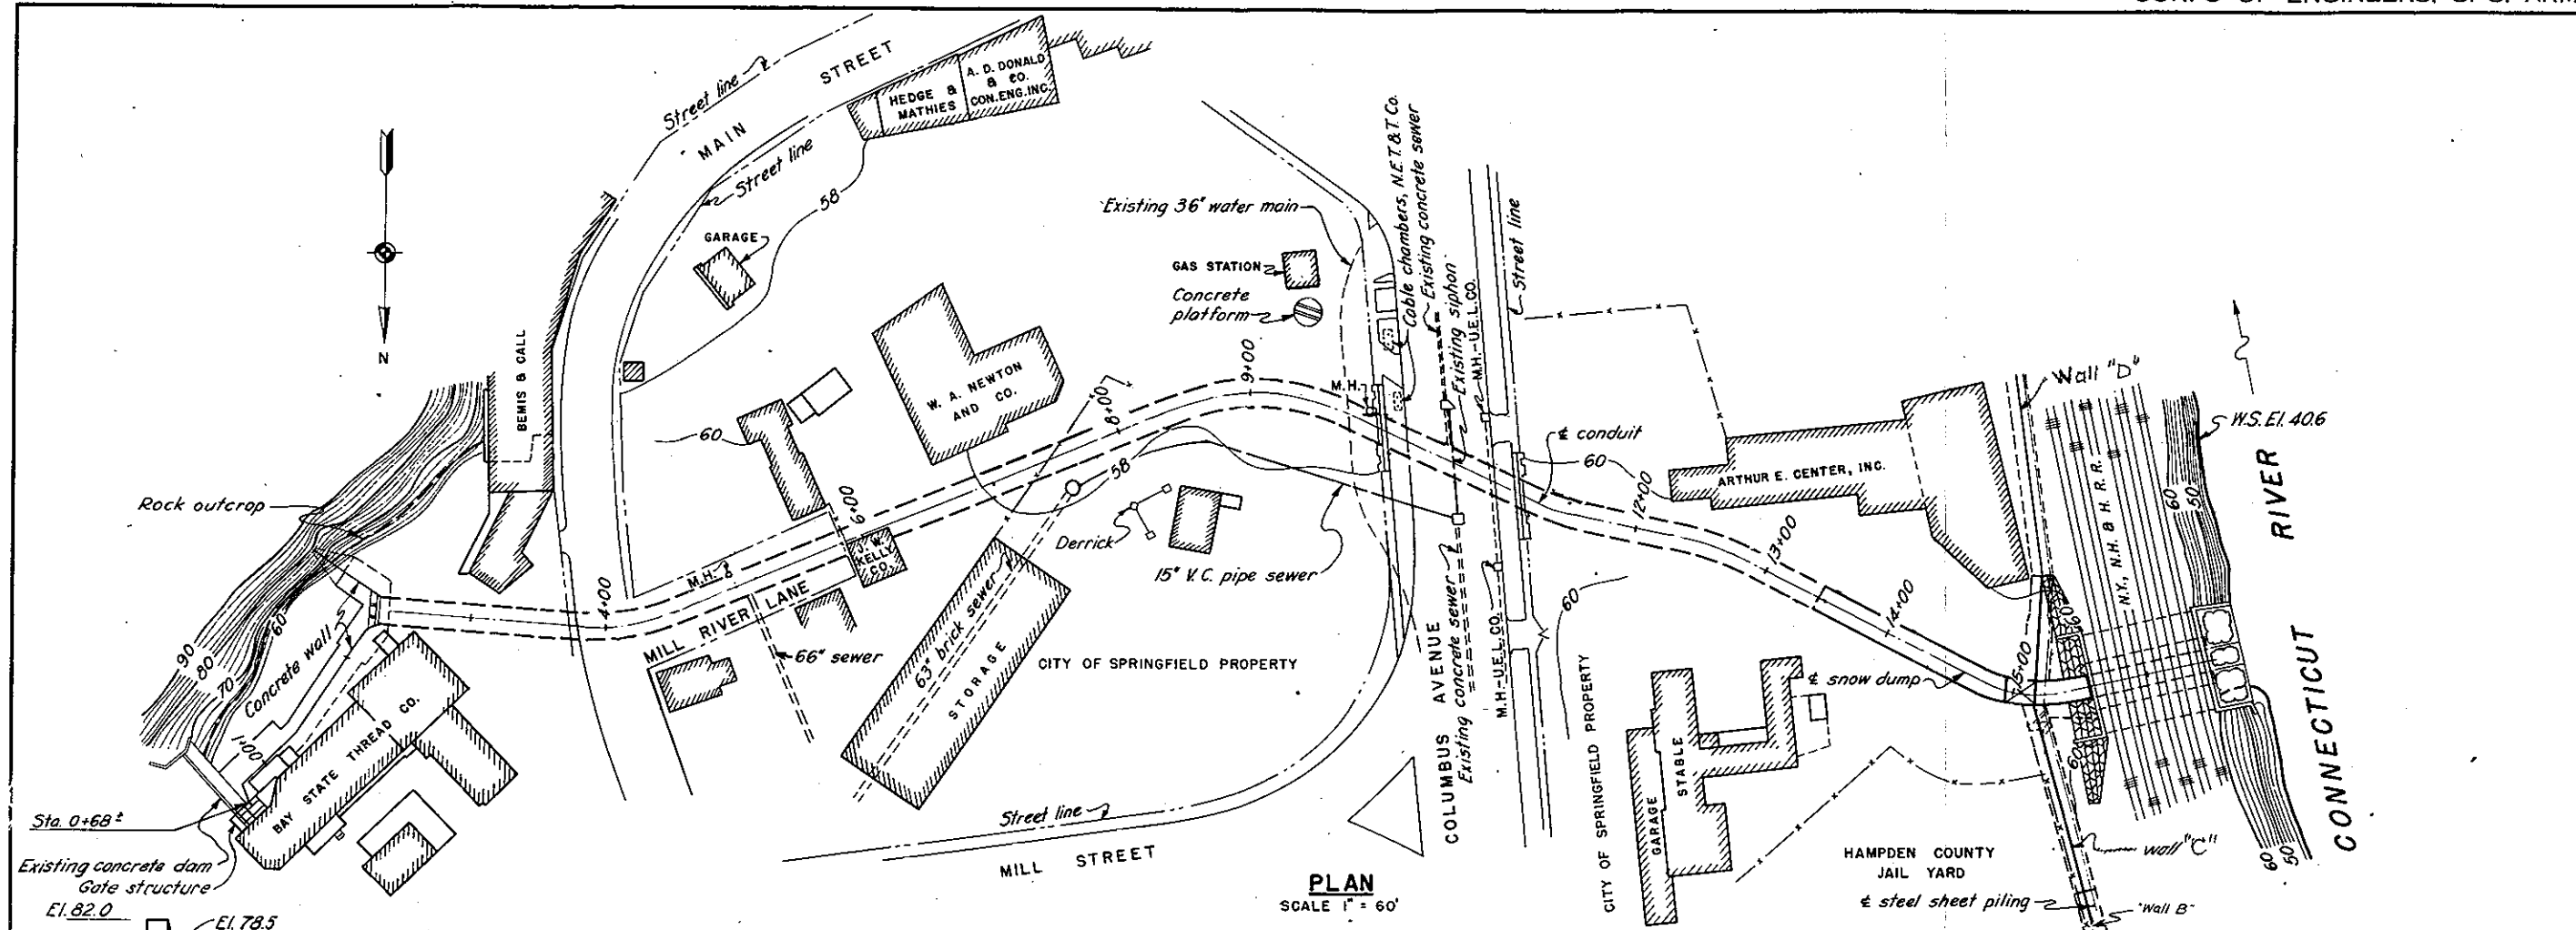 Street line
MAIN STREET
Street line
HEDGE &
MATHIES
A. D. DONALD
& CO.
CON.ENG.INC.
58
GARAGE
BEMIS & CALL
N
Rock outcrop
Existing 36" water main
GAS STATION
Concrete
platform
Cable chambers, N.E.T.& T. Co.
Existing concrete sewer
Existing siphon
M.H.-U.E.L.CO.
Street line
W. A. NEWTON
AND CO.
60
M.H.
9+00
8+00
58
6+00
J. W.
KELLY
CO.
M.H.
4+00
MILL RIVER LANE
66" sewer
63" brick sewer
STORAGE
Derrick
15" V.C. pipe sewer
CITY OF SPRINGFIELD PROPERTY
℄ conduit
60
12+00
13+00
14+00
15+00
ARTHUR E. CENTER, INC.
Wall "D"
N.Y., N.H. & H. R. R.
W.S. El. 40.6
60
50
CONNECTICUT RIVER
90
80
70
60
Concrete wall
1+00
BAY STATE THREAD CO.
Sta. 0+68±
Existing concrete dam
Gate structure
El. 82.0
El. 78.5
Street line
MILL STREET
COLUMBUS AVENUE
Existing concrete sewer
M.H.-U.E.L. CO.
60
CITY OF SPRINGFIELD PROPERTY
GARAGE
STABLE
℄ snow dump
60
60
HAMPDEN COUNTY
JAIL YARD
℄ steel sheet piling
wall "C"
"Wall B"
60
50
PLAN
SCALE 1" = 60'